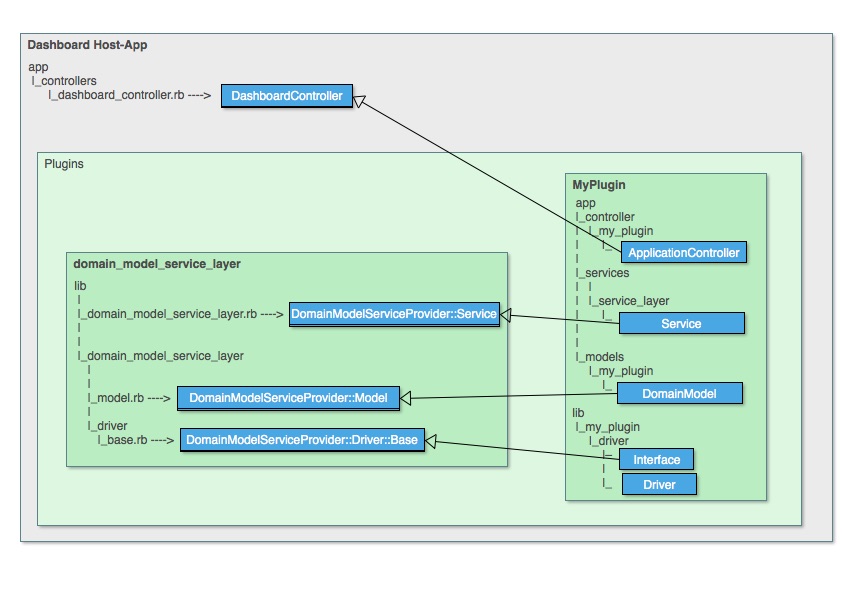 Dashboard Host-App
app
l_controllers
l_dashboard_controller.rb ----> DashboardController
Plugins
MyPlugin
app
l_controller
l_my_plugin
l_ ApplicationController
l_services
l_service_layer
l_ Service
l_models
l_my_plugin
l_ DomainModel
lib
l_my_plugin
l_driver
l_ Interface
l_ Driver
domain_model_service_layer
lib
l_domain_model_service_layer.rb ----> DomainModelServiceProvider::Service
l_domain_model_service_layer
l_model.rb ----> DomainModelServiceProvider::Model
l_driver
l_base.rb ----> DomainModelServiceProvider::Driver::Base